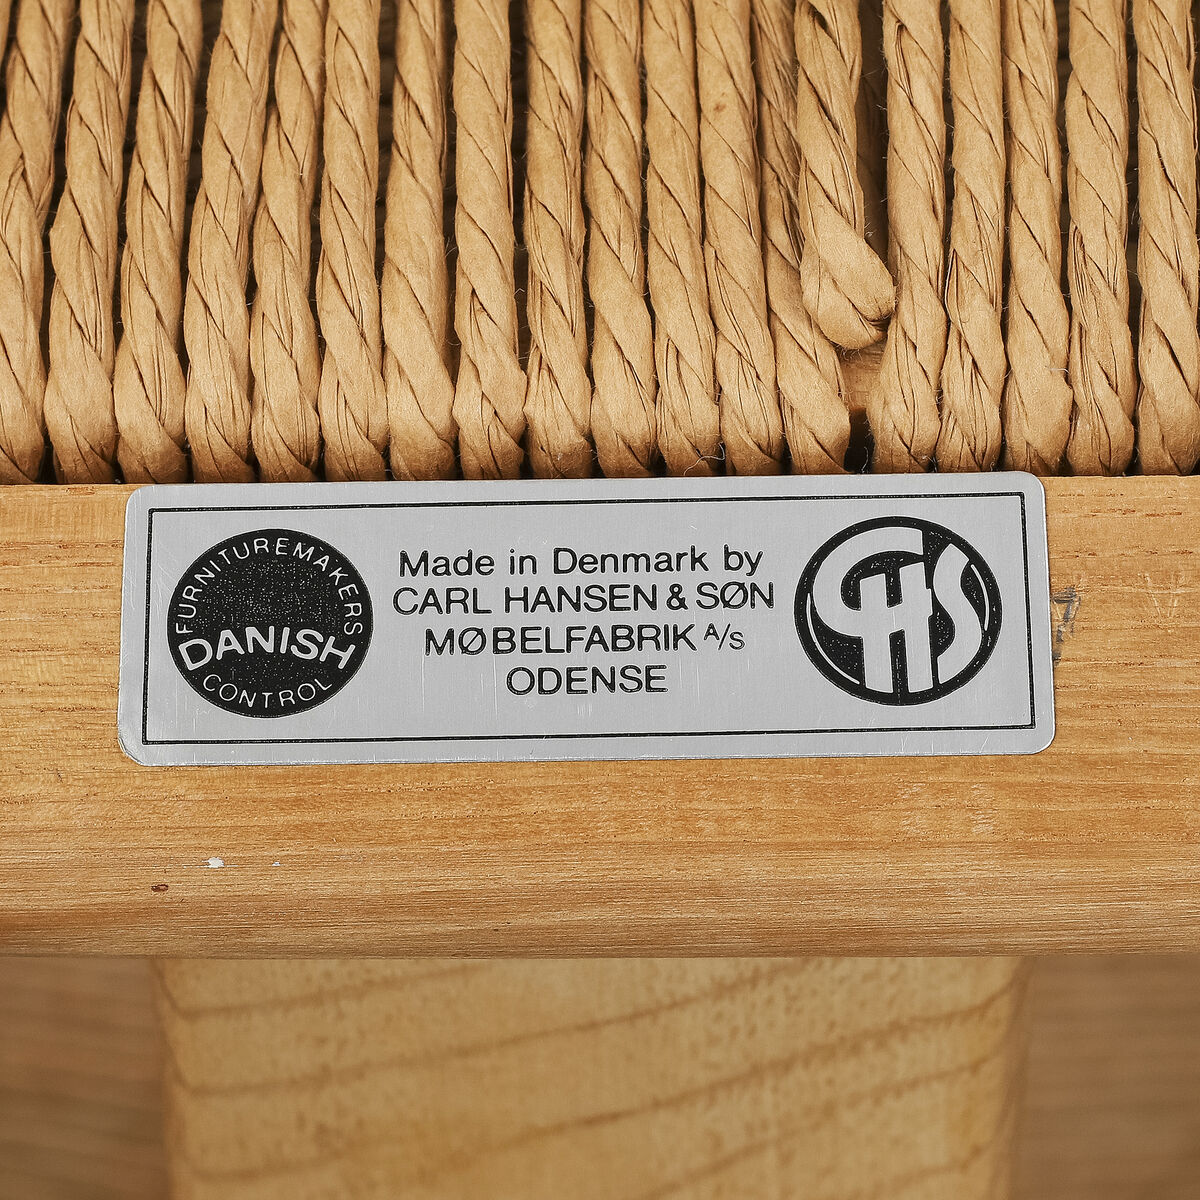 FURNITUREMAKERS
DANISH
CONTROL
Made in Denmark by
CARL HANSEN & SØN
MØBELFABRIK A/S
ODENSE
CHS